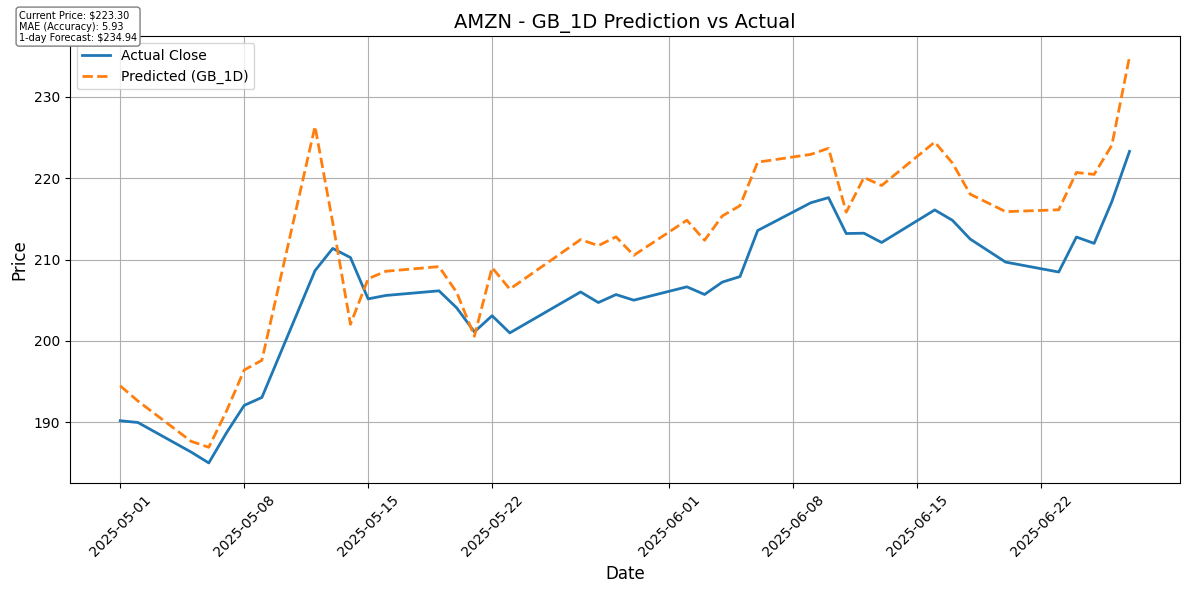 AMZN - GB_1D Prediction vs Actual
Current Price: $223.30
MAE (Accuracy): 5.93
1-day Forecast: $234.94
Actual Close
Predicted (GB_1D)
Price
230
220
210
200
190
2025-05-01
2025-05-08
2025-05-15
2025-05-22
2025-06-01
2025-06-08
2025-06-15
2025-06-22
Date